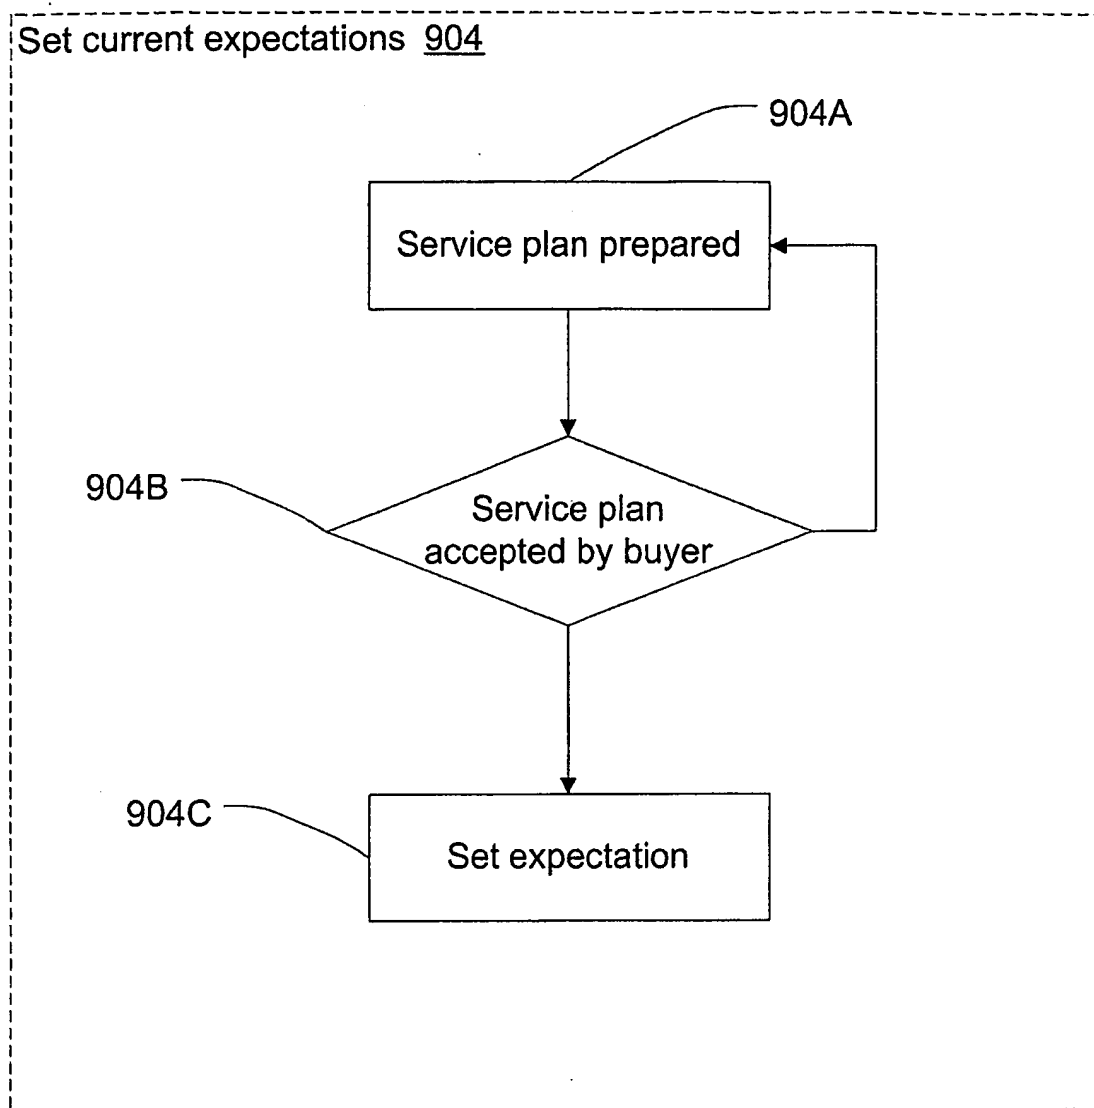 Set current expectations 904
904A
Service plan prepared
904B
Service plan
accepted by buyer
904C
Set expectation